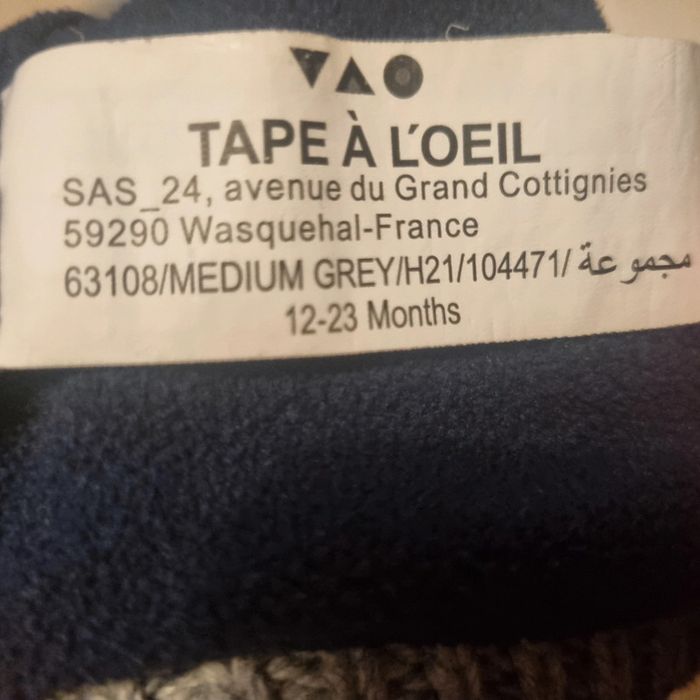 TAPE À L'OEIL
SAS_24, avenue du Grand Cottignies
59290 Wasquehal-France
63108/MEDIUM GREY/H21/104471/ مجموعة
12-23 Months